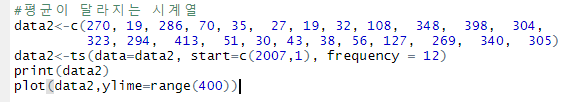 #평균이 달라지는 시계열
data2<-c(270, 19, 286, 70, 35, 27, 19, 32, 108, 348, 398, 304,
323, 294, 413, 51, 30, 43, 38, 56, 127, 269, 340, 305)
data2<-ts(data=data2, start=c(2007,1), frequency = 12)
print(data2)
plot(data2,ylime=range(400))